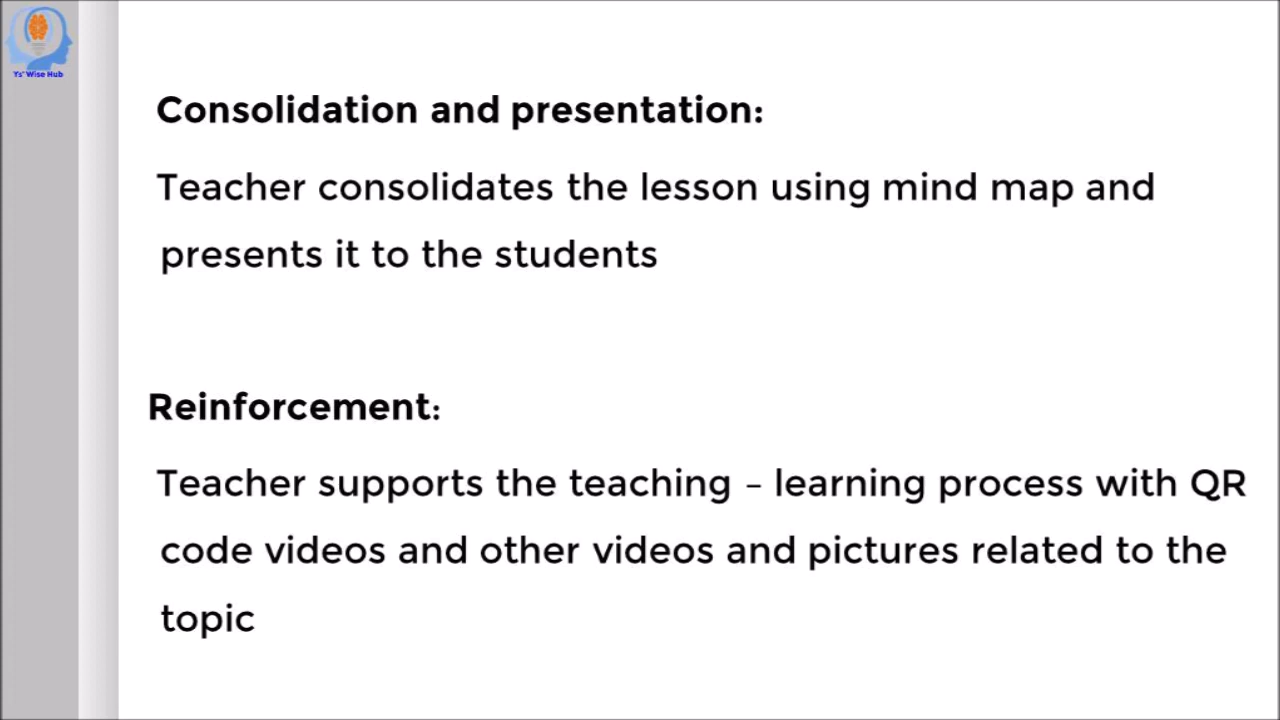 Ys' Wise Hub
Consolidation and presentation:
Teacher consolidates the lesson using mind map and
presents it to the students
Reinforcement:
Teacher supports the teaching – learning process with QR
code videos and other videos and pictures related to the
topic